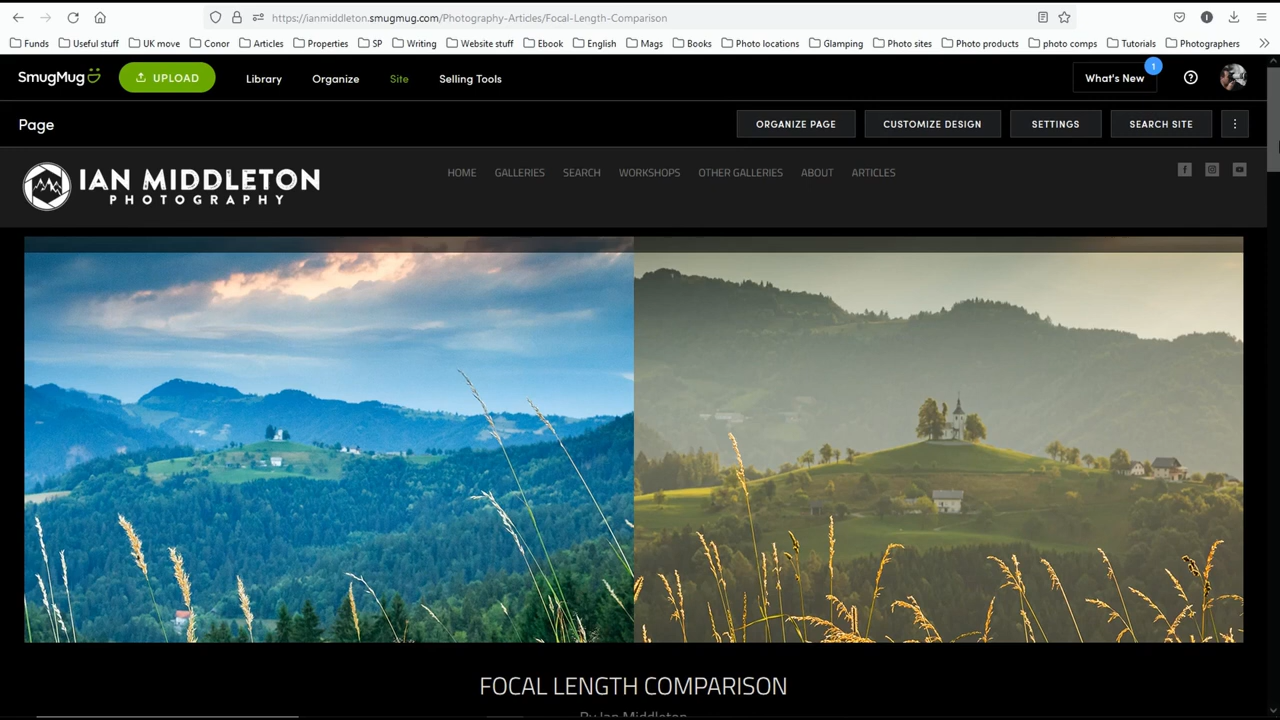 https://ianmiddleton.smugmug.com/Photography-Articles/Focal-Length-Comparison
Funds Useful stuff UK move Conor Articles Properties SP Writing Website stuff Ebook English Mags Books Photo locations Glamping Photo sites Photo products photo comps Tutorials Photographers
SmugMug UPLOAD Library Organize Site Selling Tools What's New 1
Page ORGANIZE PAGE CUSTOMIZE DESIGN SETTINGS SEARCH SITE
IAN MIDDLETON
PHOTOGRAPHY
HOME GALLERIES SEARCH WORKSHOPS OTHER GALLERIES ABOUT ARTICLES
FOCAL LENGTH COMPARISON
By Ian Middleton